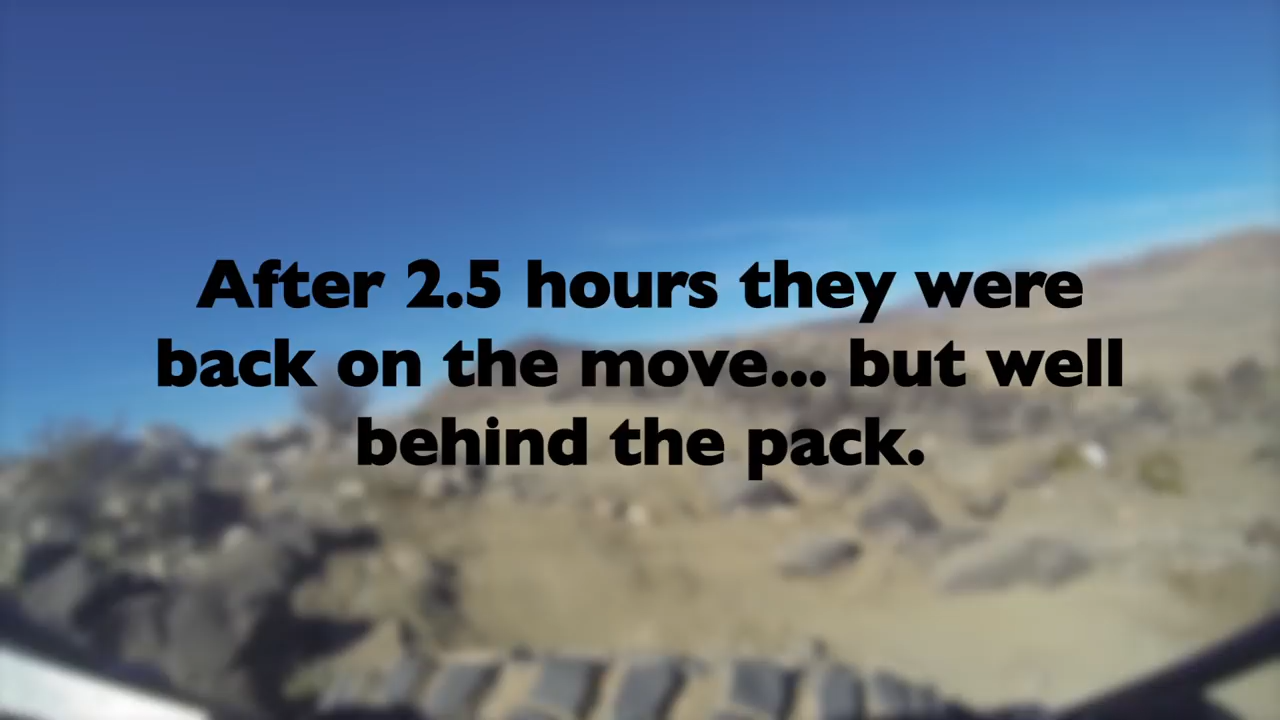 After 2.5 hours they were
back on the move... but well
behind the pack.